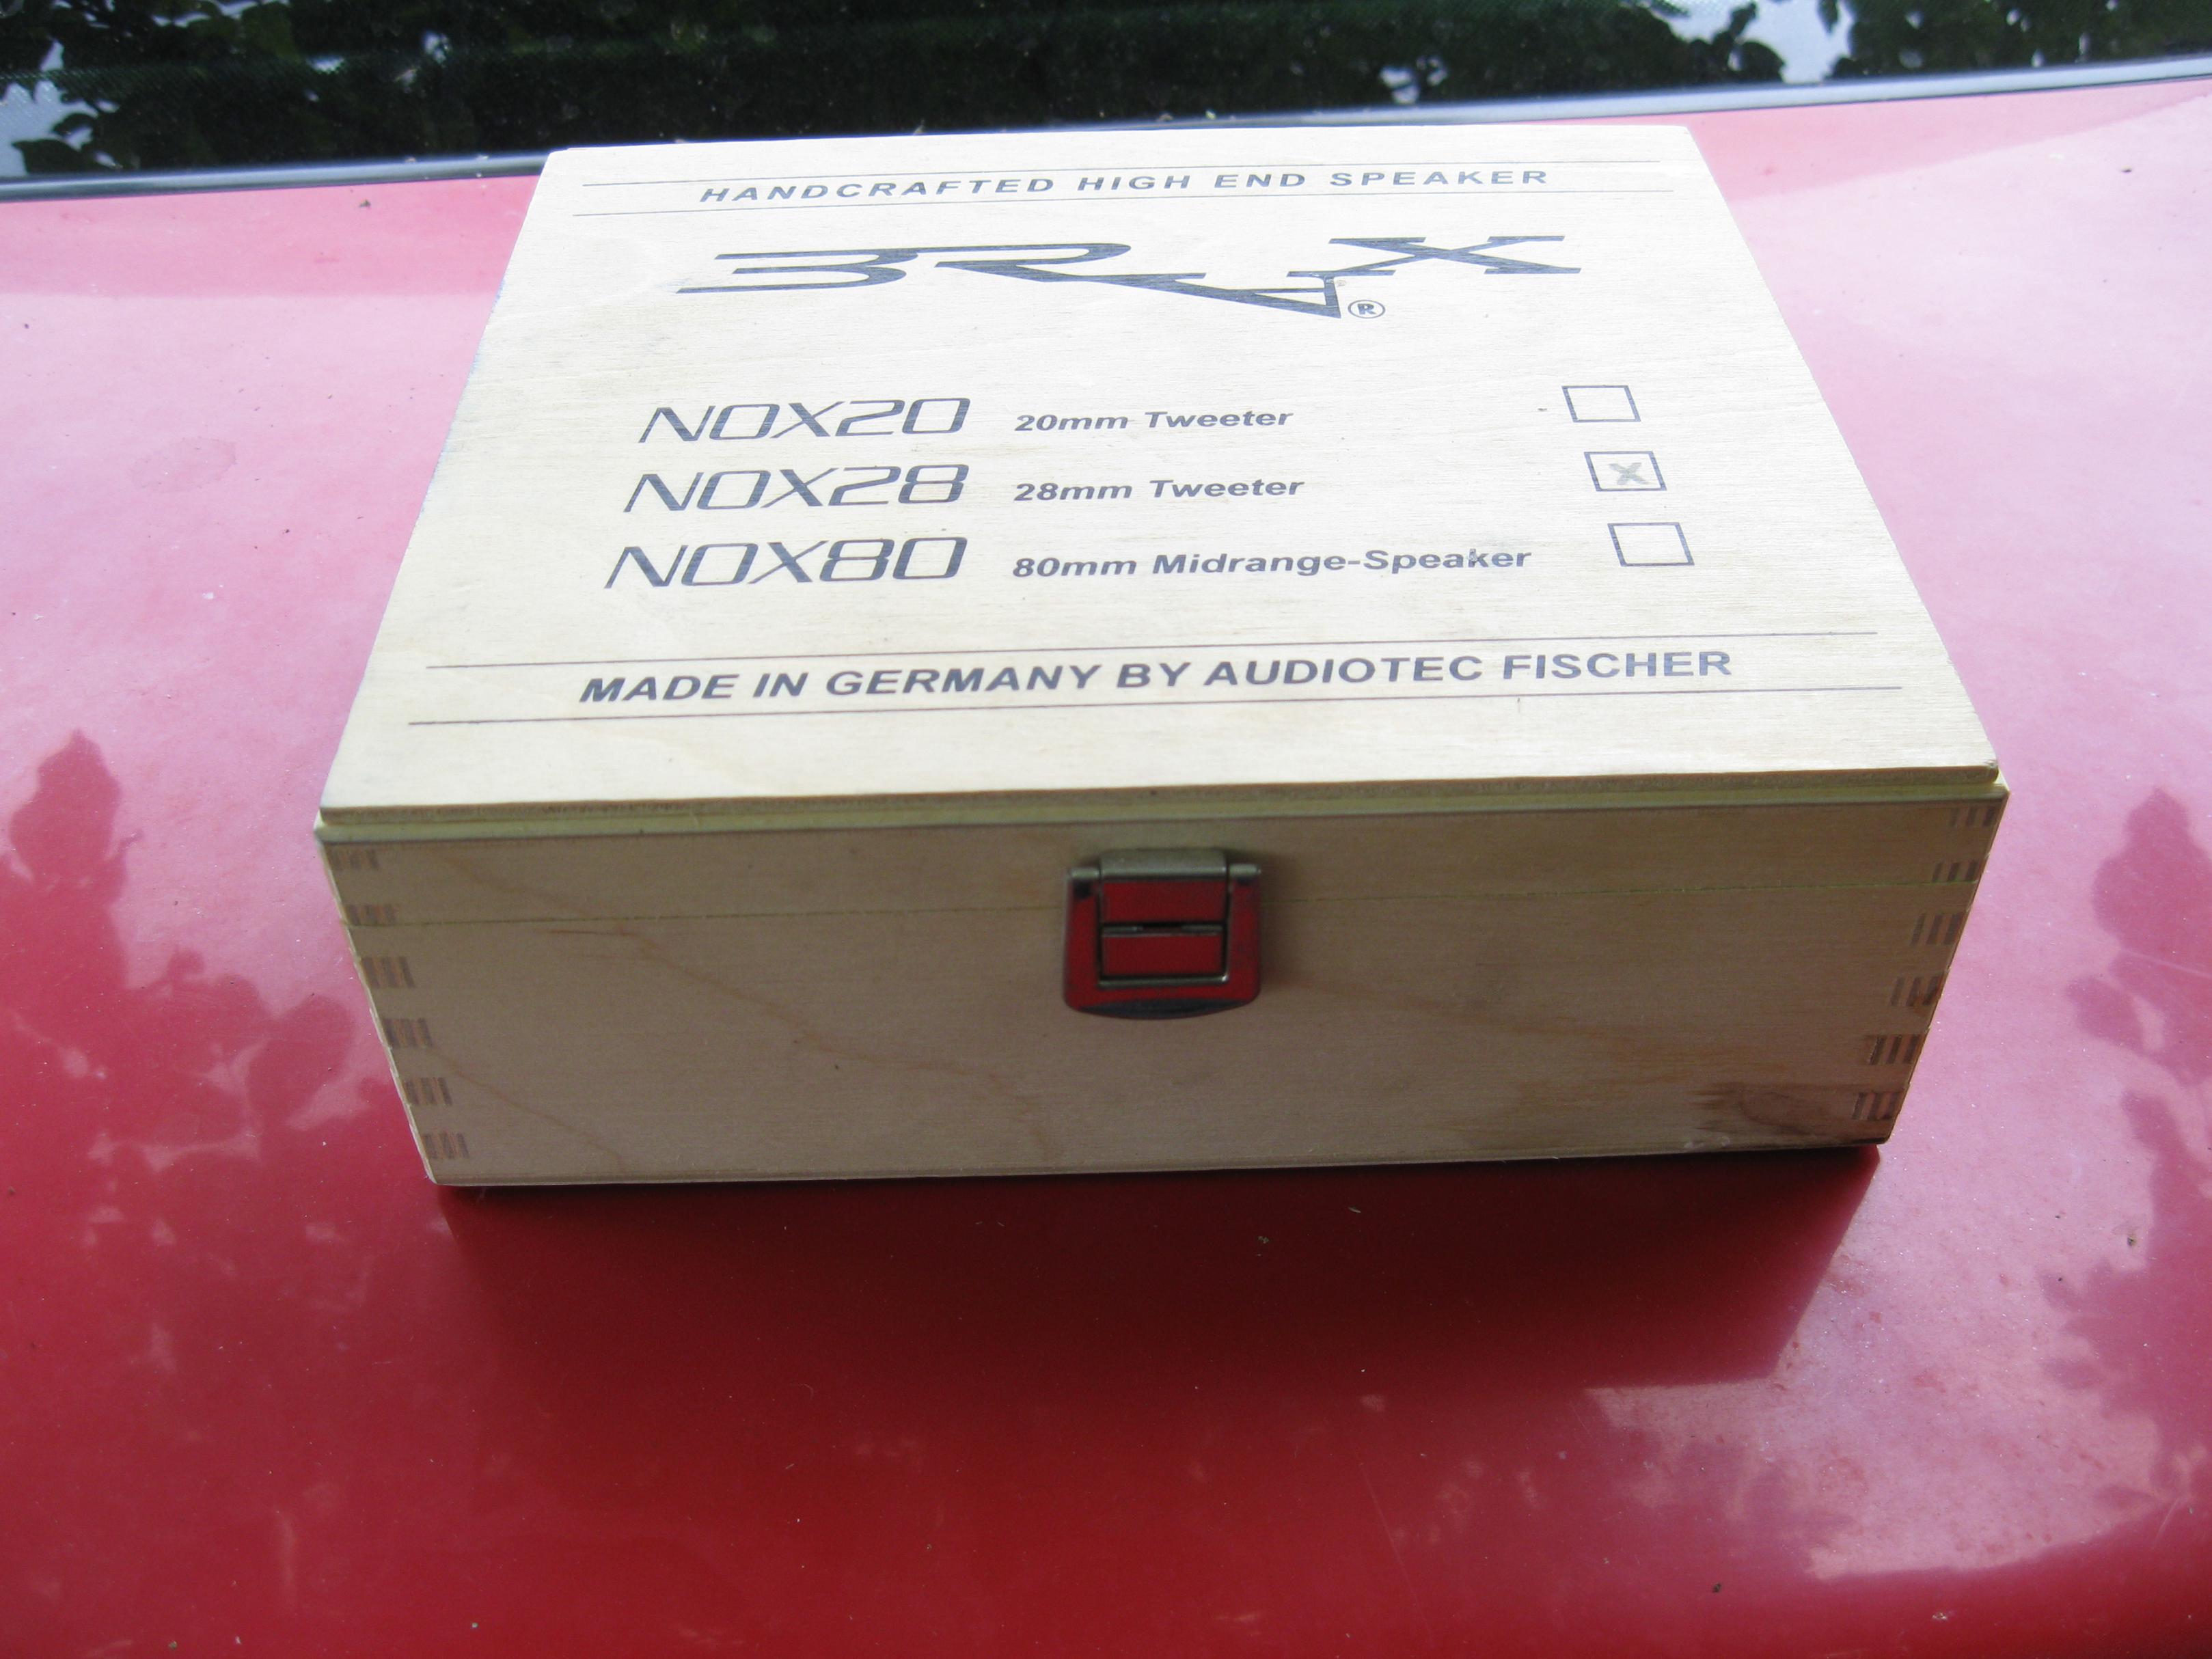 HANDCRAFTED HIGH END SPEAKER
BRAX®
NOX20 20mm Tweeter
NOX28 28mm Tweeter x
NOX80 80mm Midrange-Speaker
MADE IN GERMANY BY AUDIOTEC FISCHER